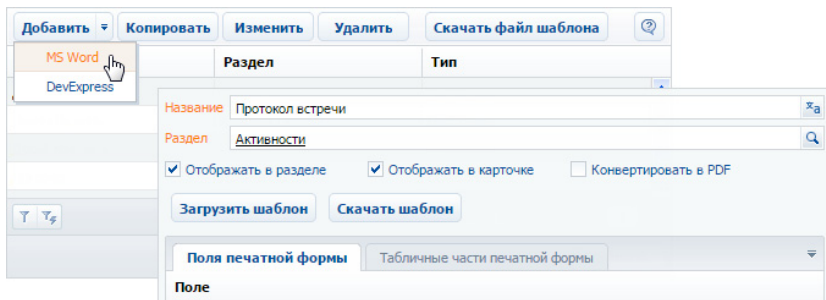 Добавить Копировать Изменить Удалить Скачать файл шаблона
MS Word Раздел Тип
DevExpress
Название Протокол встречи
Раздел Активности
Отображать в разделе Отображать в карточке Конвертировать в PDF
Загрузить шаблон Скачать шаблон
Поля печатной формы Табличные части печатной формы
Поле